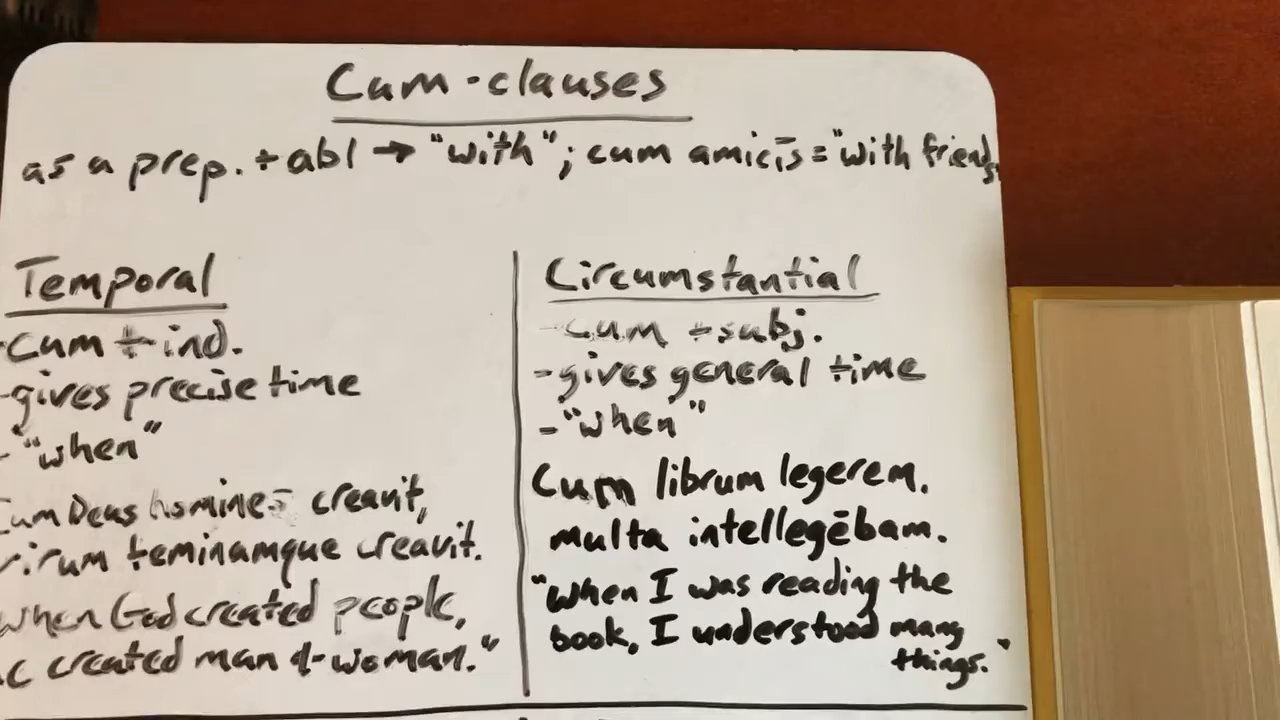 Cum-clauses
as a prep. + abl → "with"; cum amicīs = "with friends
Temporal
-cum + ind.
-gives precise time
-"when"
Cum Deus hominēs creavit,
virum feminamque creavit.
when God created people,
created man & woman."
Circumstantial
-cum + subj.
-gives general time
-"when"
Cum librum legerem,
multa intellegēbam.
"when I was reading the
book, I understood many
things."